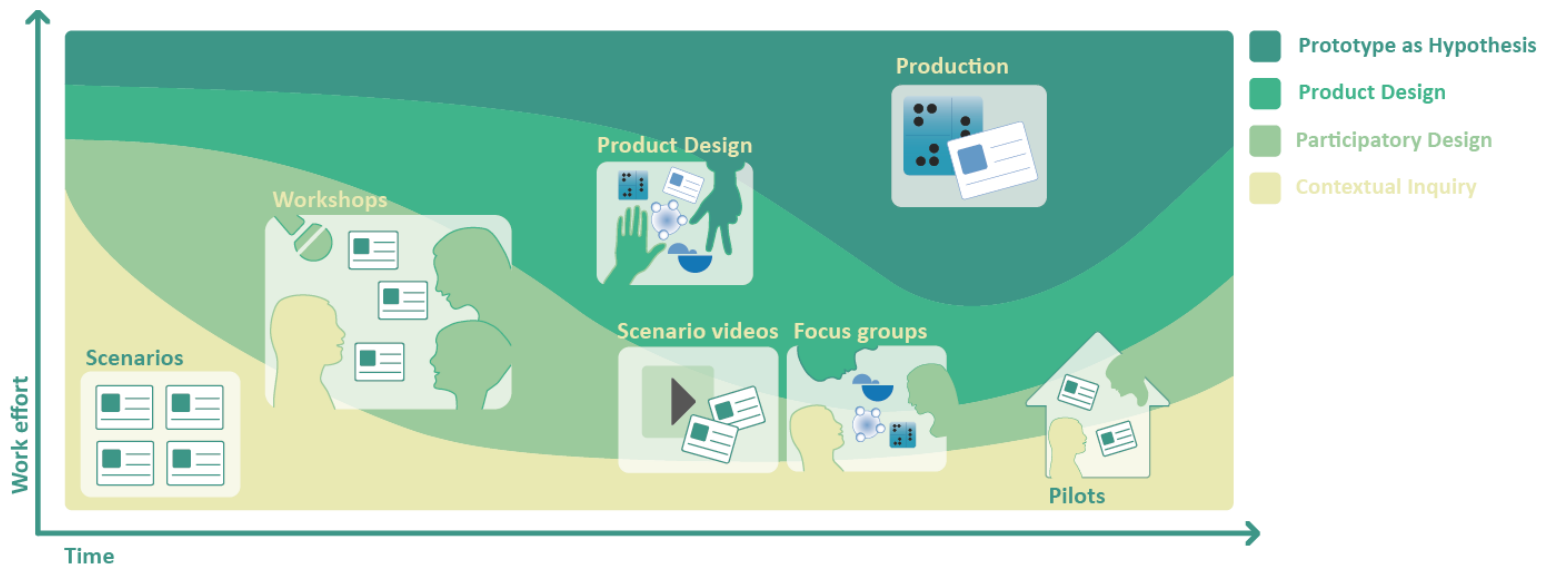 Production
Prototype as Hypothesis
Product Design
Participatory Design
Contextual Inquiry
Product Design
Workshops
Scenario videos
Focus groups
Scenarios
Pilots
Work effort
Time